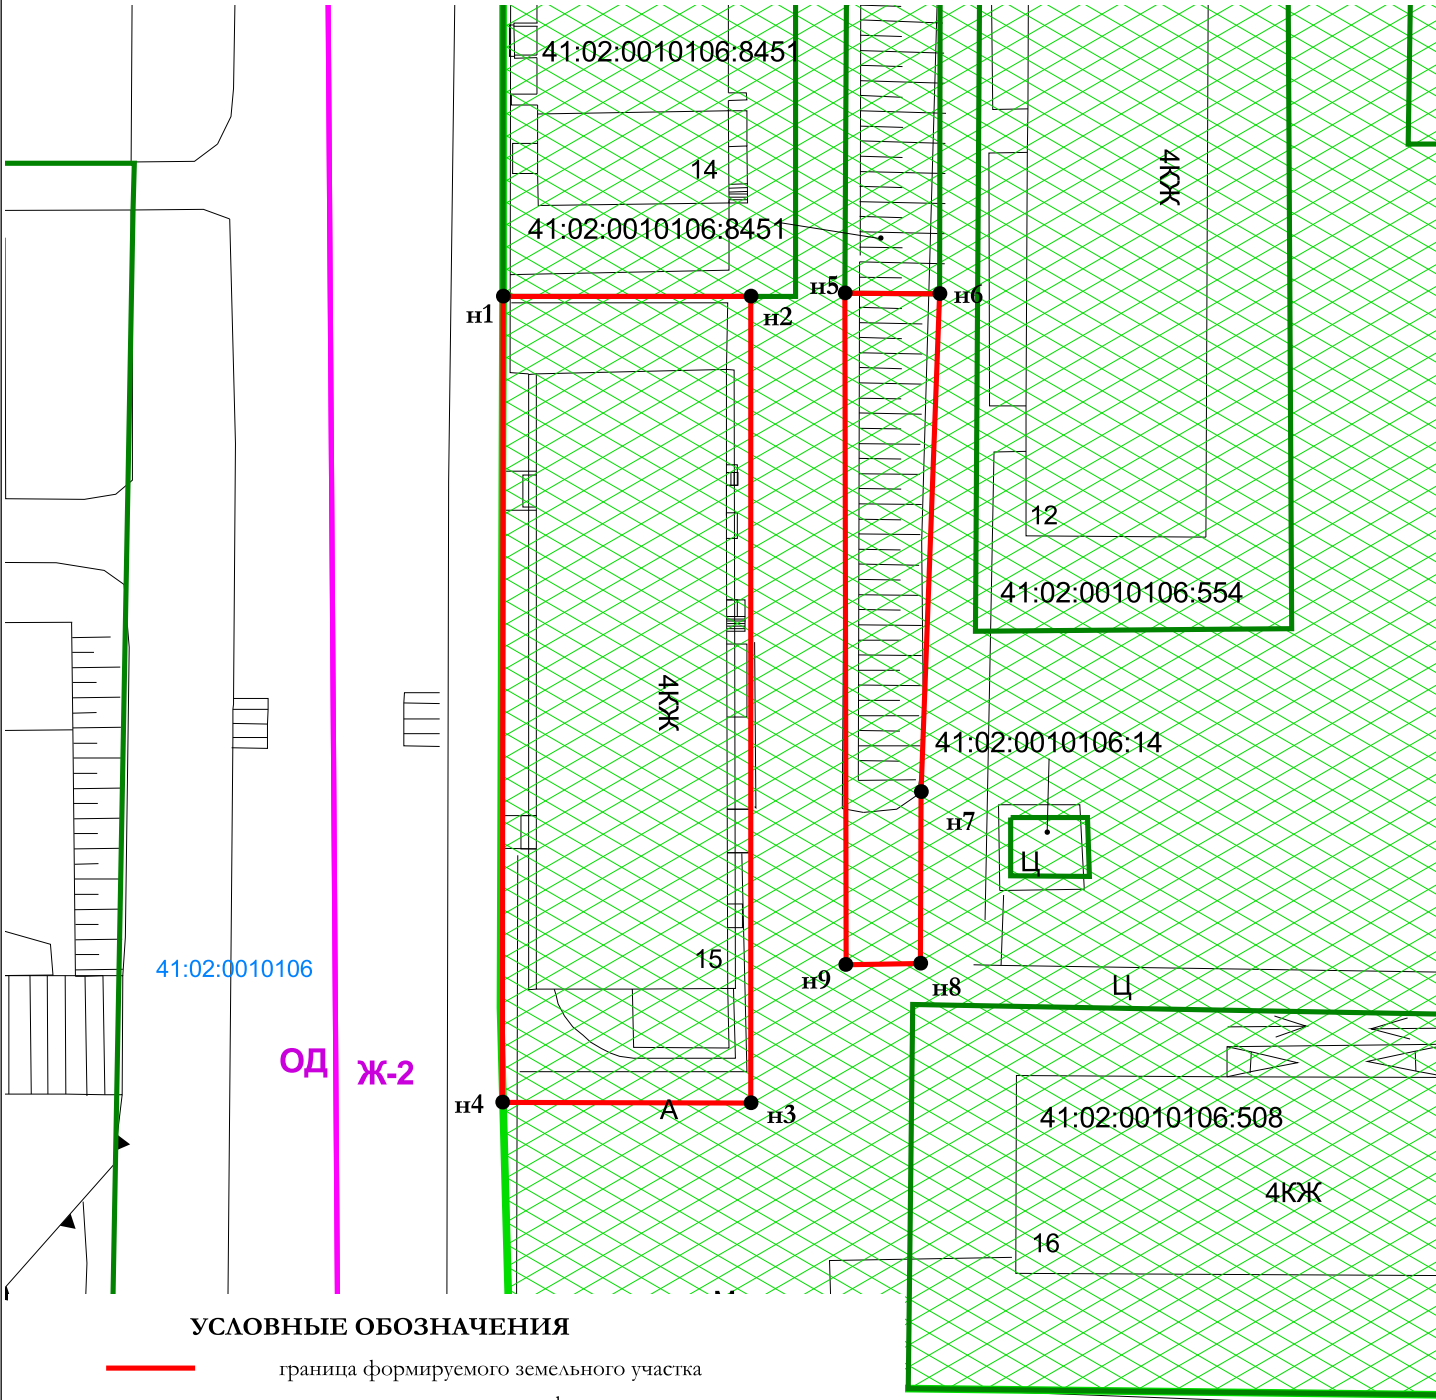 41:02:0010106:8451
14
4КЖ
41:02:0010106:8451
н1
н2
н5
н6
12
41:02:0010106:554
4КЖ
41:02:0010106:14
н7
Ц
15
41:02:0010106
н9
н8
Ц
ОД
Ж-2
н4
А
н3
41:02:0010106:508
4КЖ
16
УСЛОВНЫЕ ОБОЗНАЧЕНИЯ
граница формируемого земельного участка